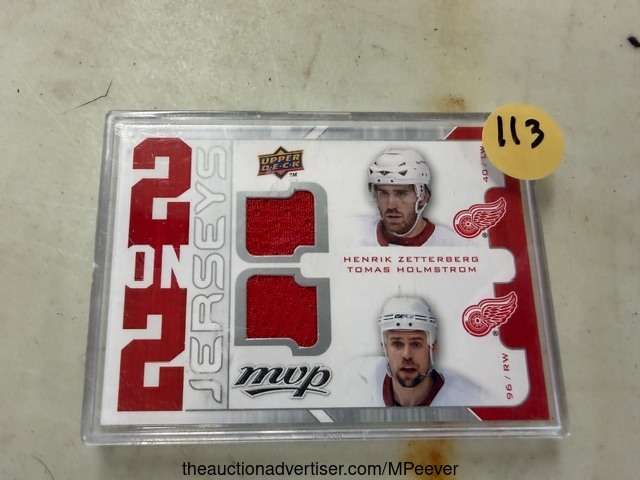 113
2 ON 2
JERSEYS
UPPER
DECK
TM
40 / LW
HENRIK ZETTERBERG
TOMAS HOLMSTROM
mvp
96 / RW
theauctionadvertiser.com/MPeever